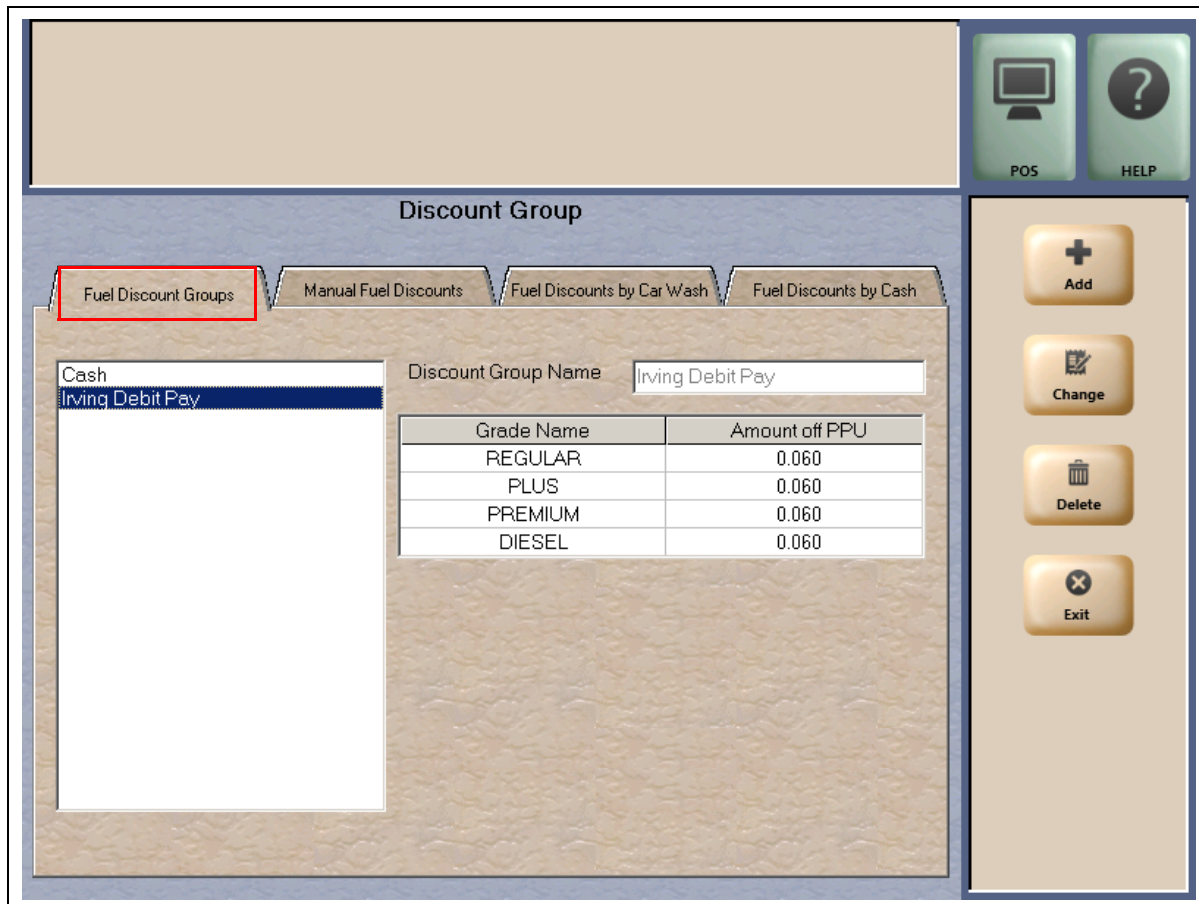 POS
HELP
Discount Group
Fuel Discount Groups
Manual Fuel Discounts
Fuel Discounts by Car Wash
Fuel Discounts by Cash
Cash
Irving Debit Pay
Discount Group Name Irving Debit Pay
Grade Name Amount off PPU
REGULAR 0.060
PLUS 0.060
PREMIUM 0.060
DIESEL 0.060
Add
Change
Delete
Exit